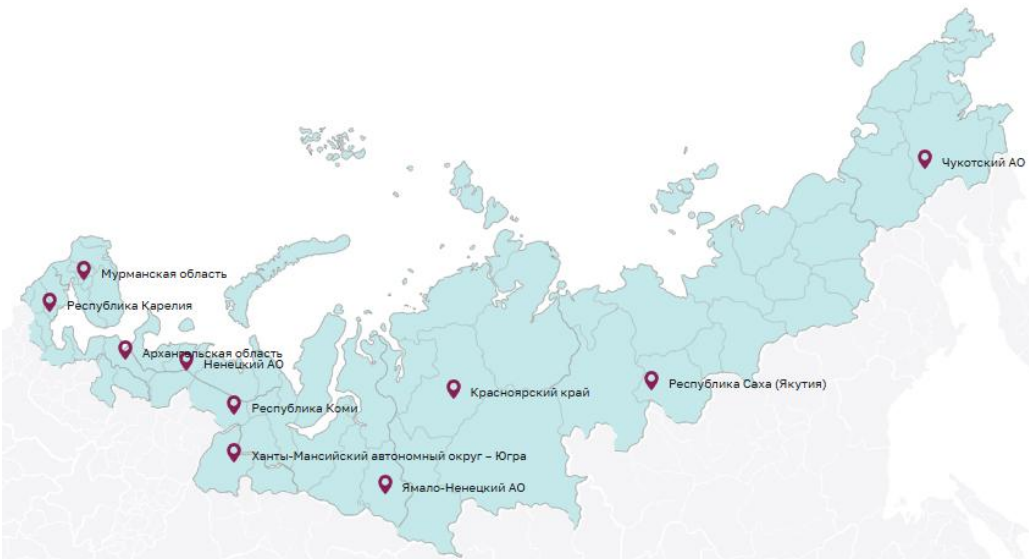 Чукотский АО
Мурманская область
Республика Карелия
Архангельская область
Ненецкий АО
Республика Саха (Якутия)
Красноярский край
Республика Коми
Ханты-Мансийский автономный округ – Югра
Ямало-Ненецкий АО